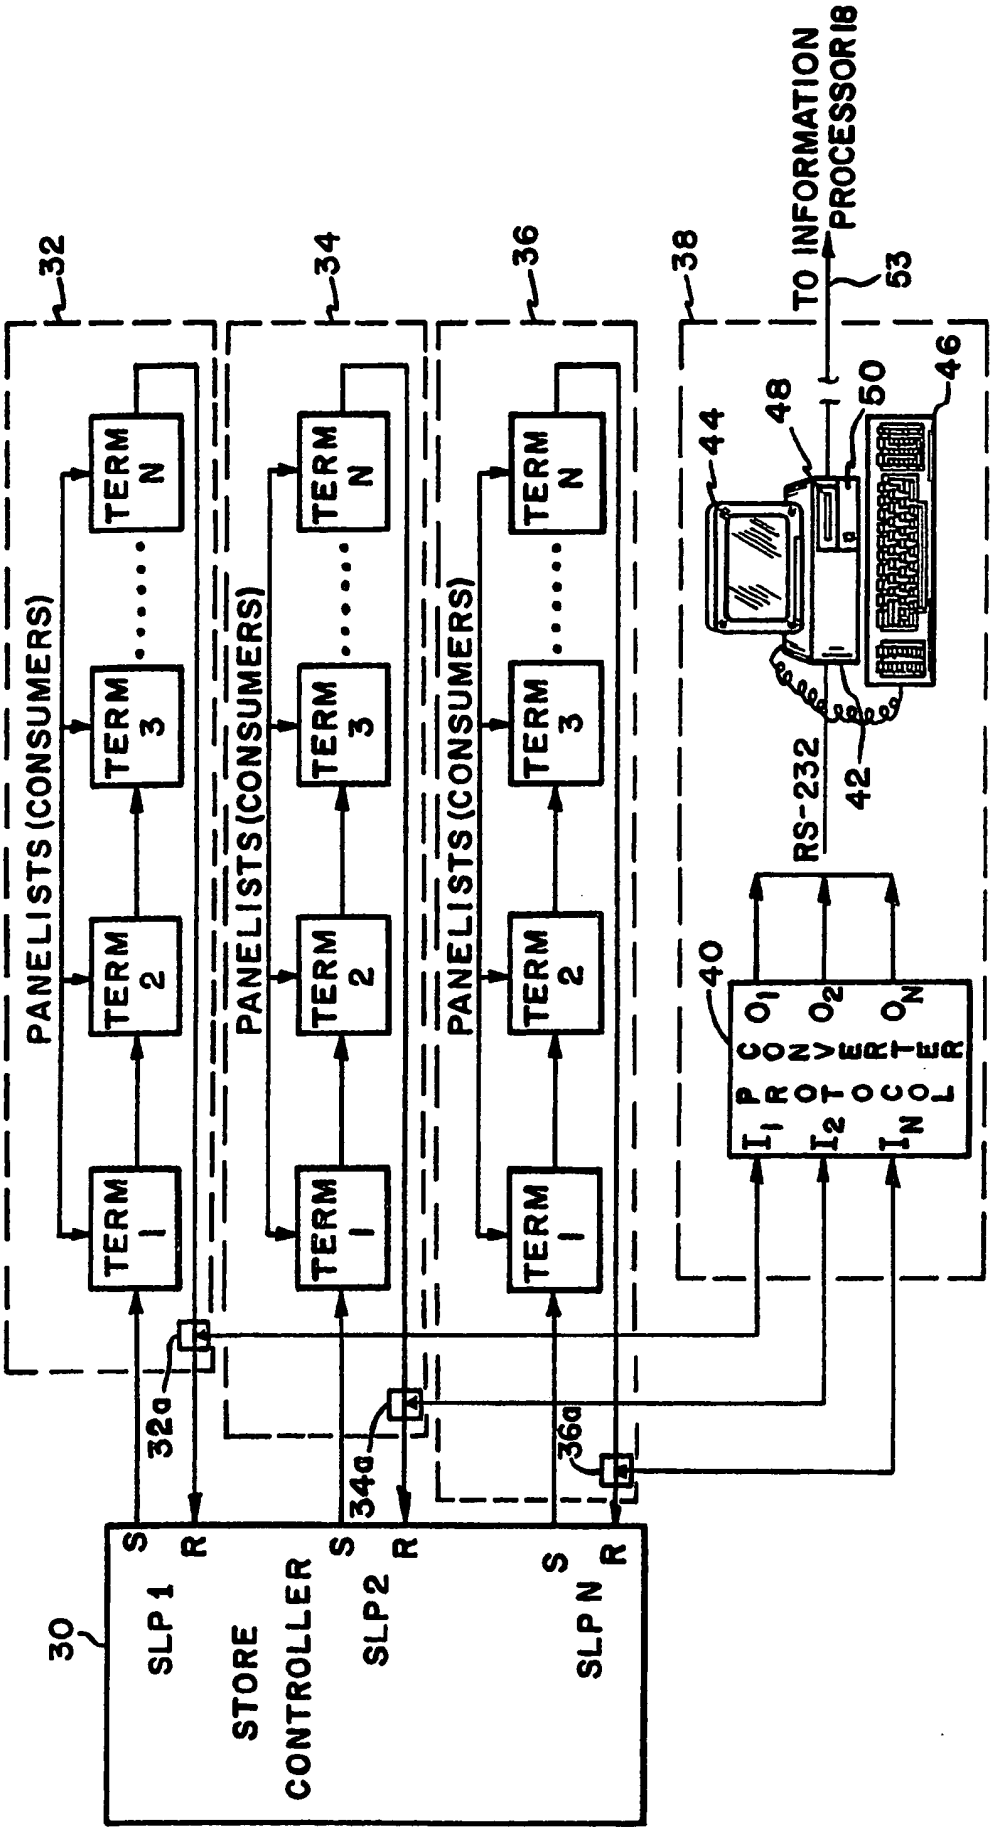 30
STORE
CONTROLLER
SLP 1
S
R
SLP 2
S
R
SLP N
S
R
32
PANELISTS (CONSUMERS)
TERM
1
TERM
2
TERM
3
TERM
N
32a
34
PANELISTS (CONSUMERS)
TERM
1
TERM
2
TERM
3
TERM
N
34a
36
PANELISTS (CONSUMERS)
TERM
1
TERM
2
TERM
3
TERM
N
36a
38
40
I1
I2
IN
PROTOCOL
CONVERTER
O1
O2
ON
RS-232
42
44
48
50
46
53
TO INFORMATION
PROCESSOR 18